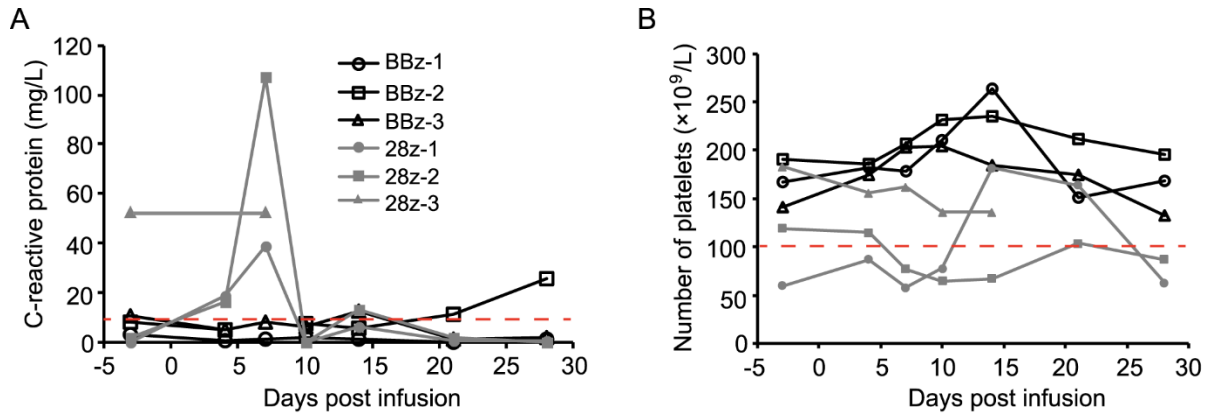 A
C-reactive protein (mg/L)
120
100
80
60
40
20
0
-5
0
5
10
15
20
25
30
Days post infusion
BBz-1
BBz-2
BBz-3
28z-1
28z-2
28z-3
B
Number of platelets (×10⁹/L)
300
250
200
150
100
50
0
-5
0
5
10
15
20
25
30
Days post infusion